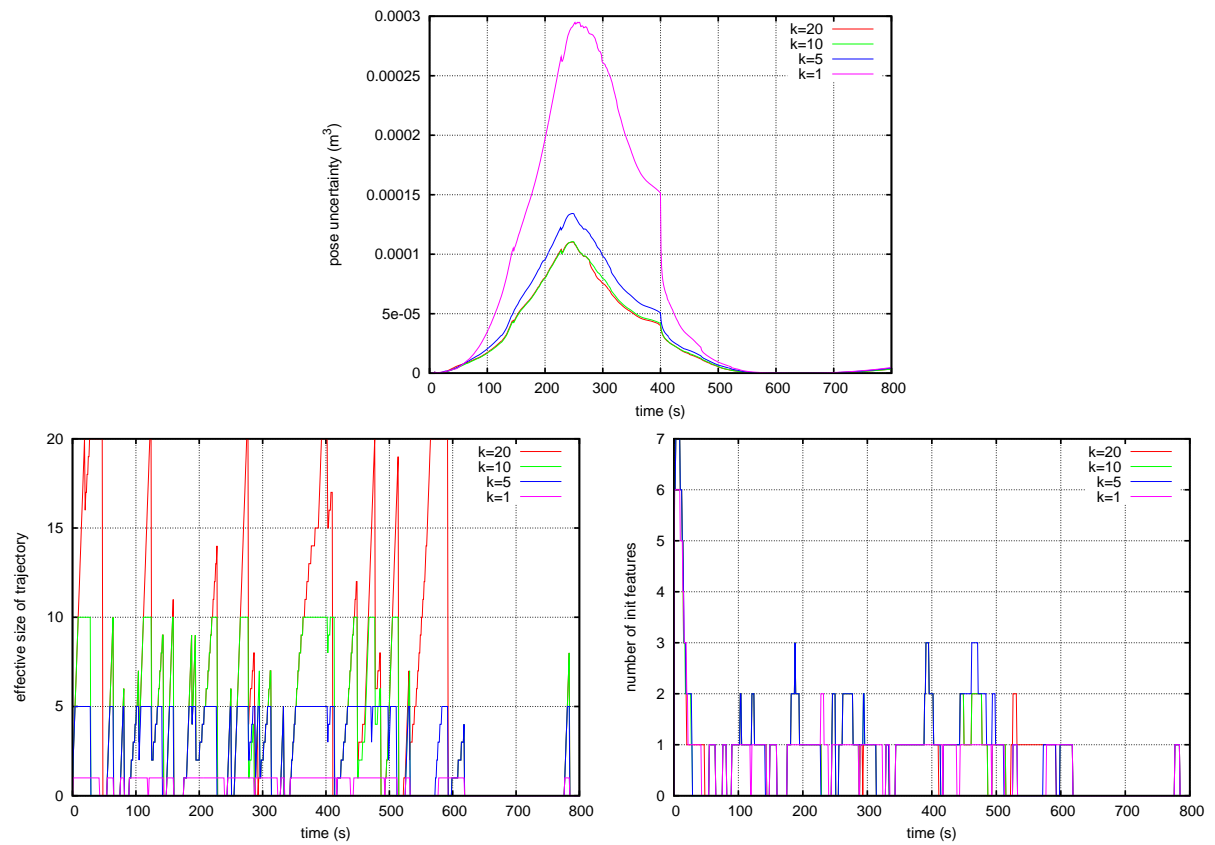 0.0003
0.00025
0.0002
0.00015
0.0001
5e-05
0
pose uncertainty (m³)
k=20
k=10
k=5
k=1
0 100 200 300 400 500 600 700 800
time (s)
20
15
10
5
0
effective size of trajectory
k=20
k=10
k=5
k=1
0 100 200 300 400 500 600 700 800
time (s)
7
6
5
4
3
2
1
0
number of init features
k=20
k=10
k=5
k=1
0 100 200 300 400 500 600 700 800
time (s)